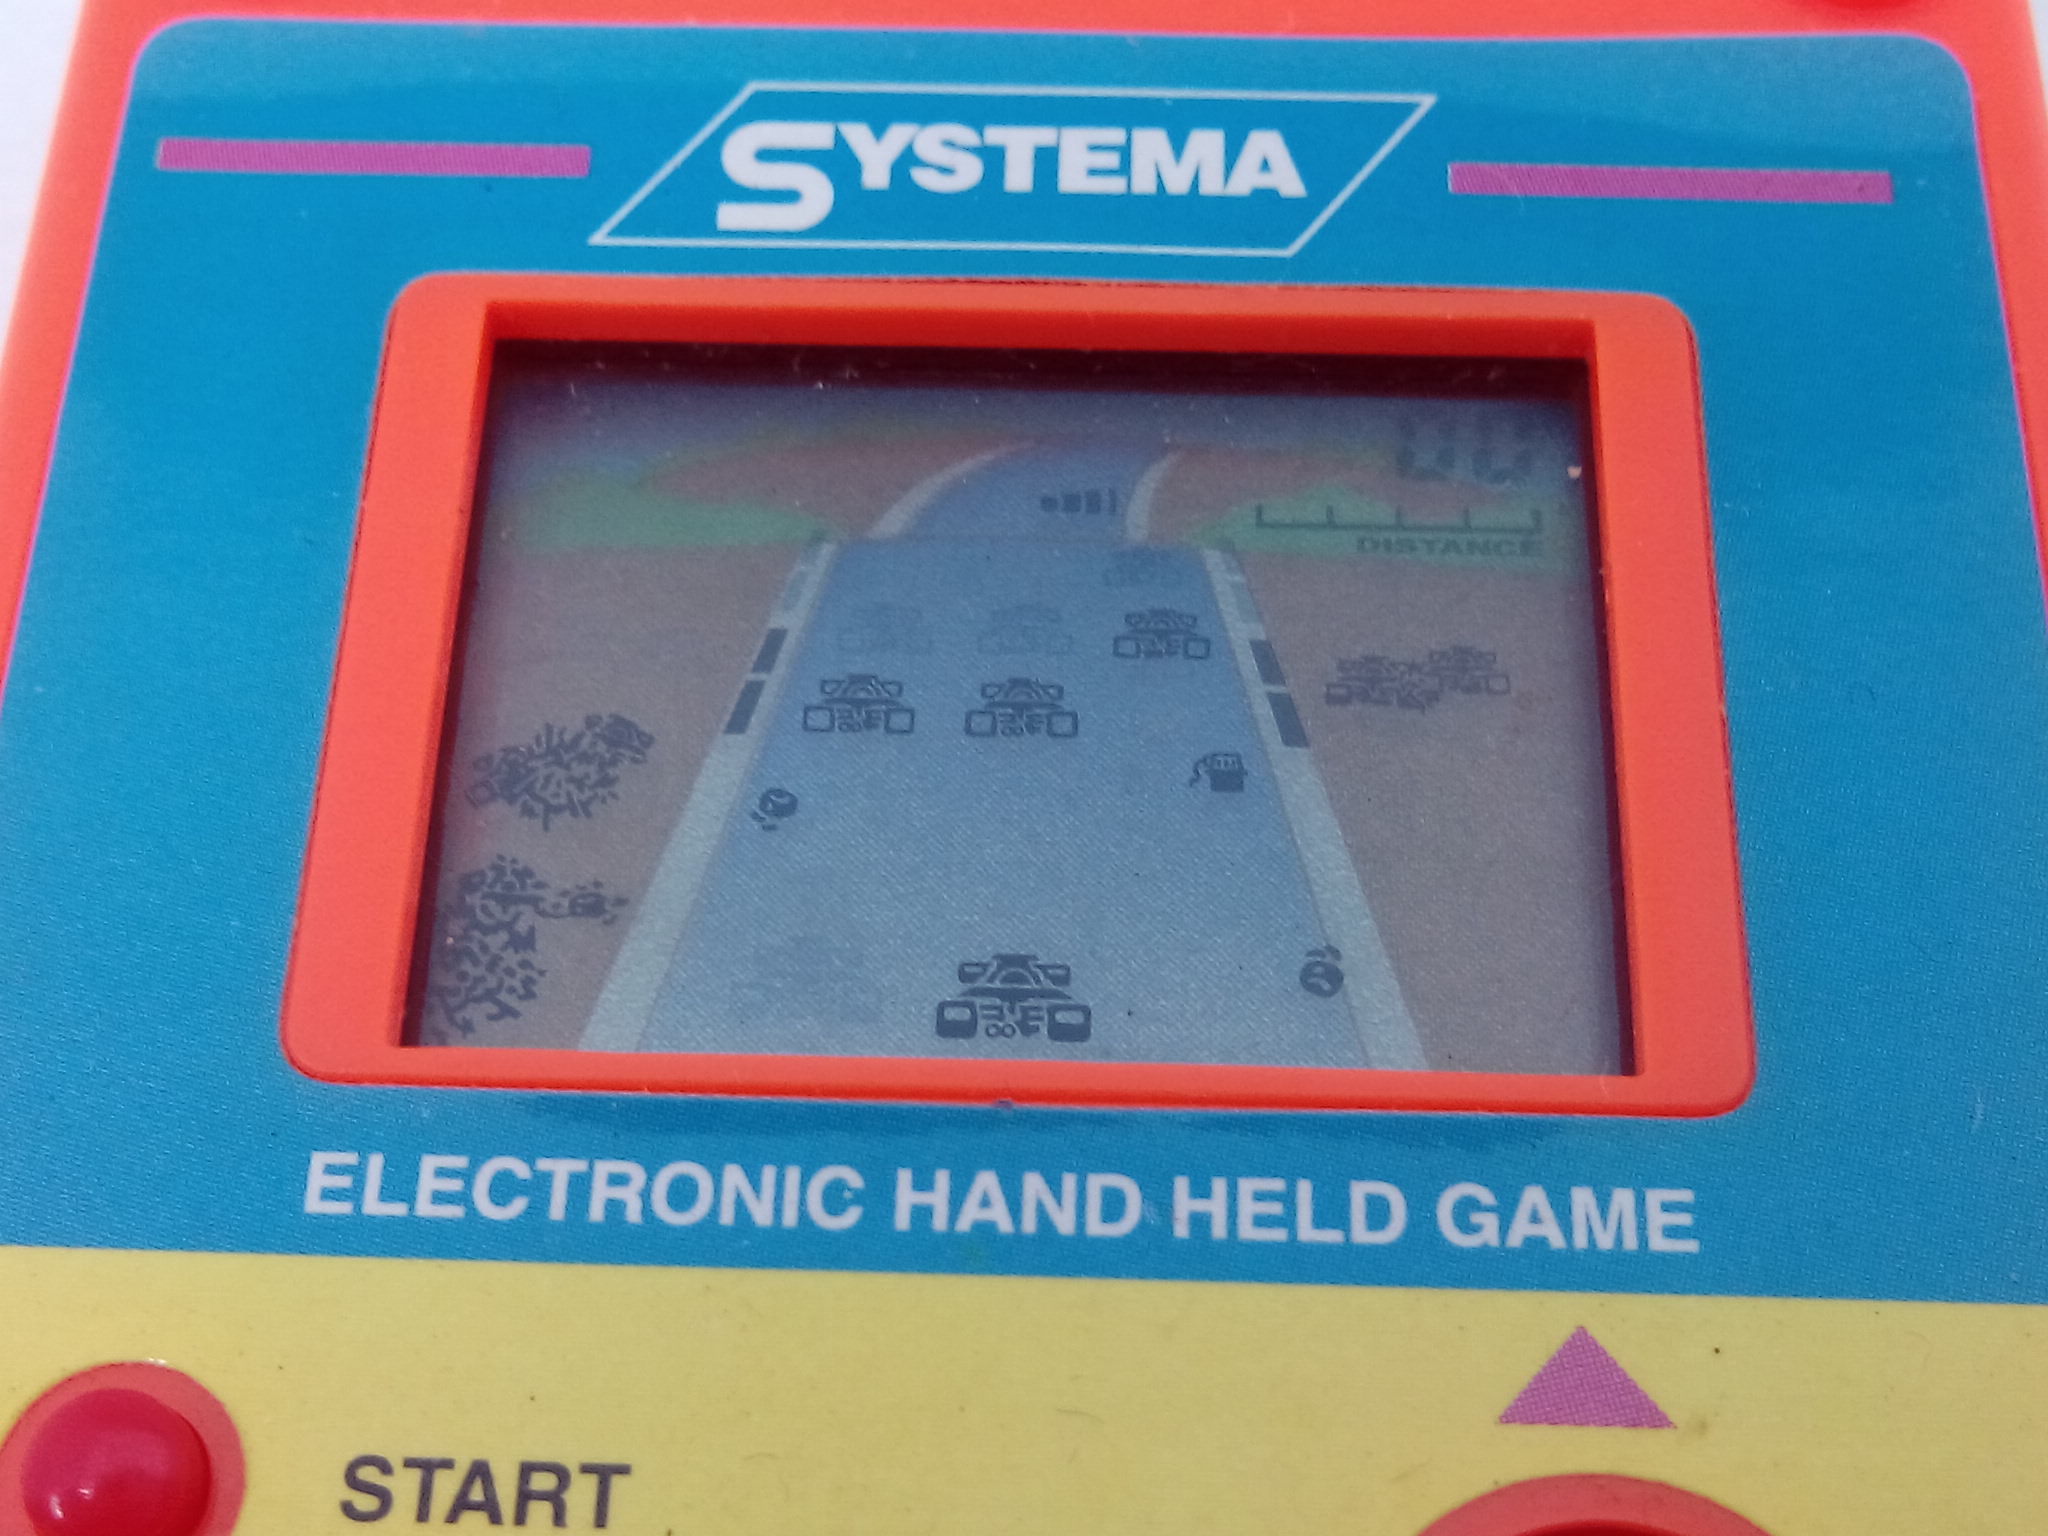 SYSTEMA
DISTANCE
ELECTRONIC HAND HELD GAME
START